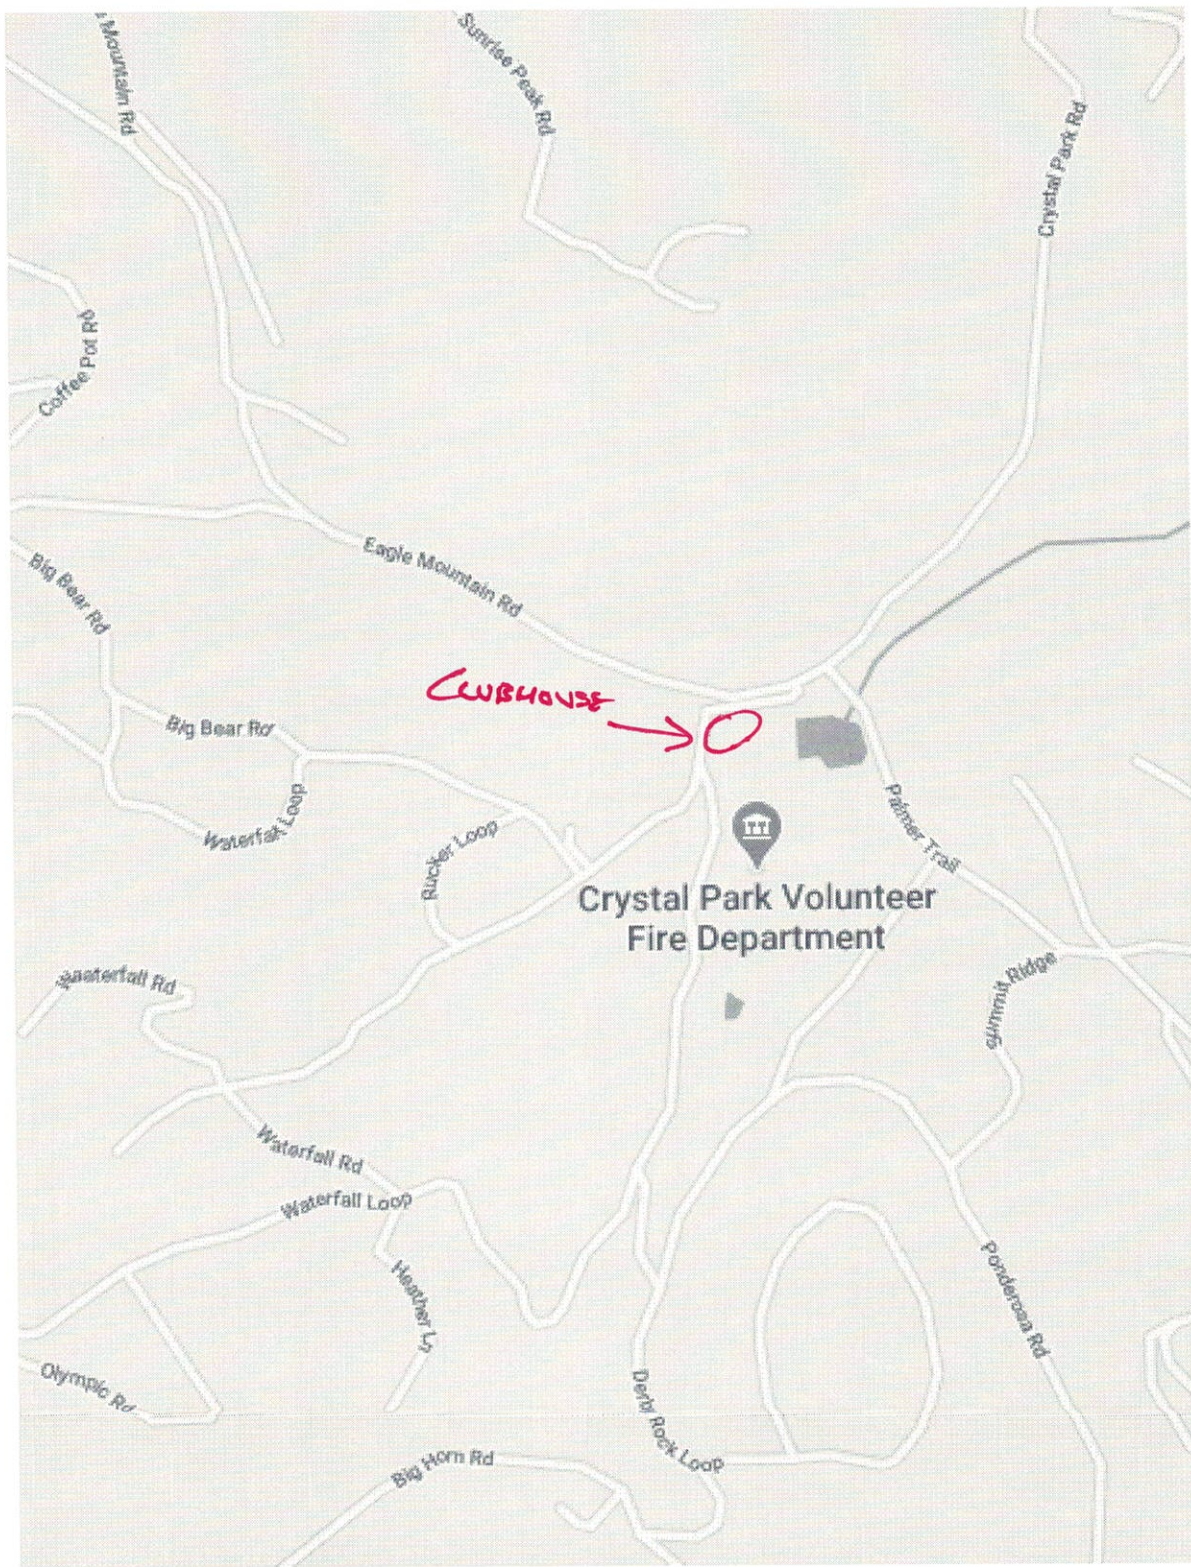 Mountain Rd
Sunrise Peak Rd
Crystal Park Rd
Coffee Pot Rd
Eagle Mountain Rd
Big Bear Rd
CLUBHOUSE
Big Bear Rd
Waterfall Loop
Rucker Loop
Palmer Trail
Crystal Park Volunteer
Fire Department
Summit Ridge
Waterfall Rd
Waterfall Loop
Heather Ln
Ponderosa Rd
Olympic Rd
Derby Rock Loop
Big Horn Rd